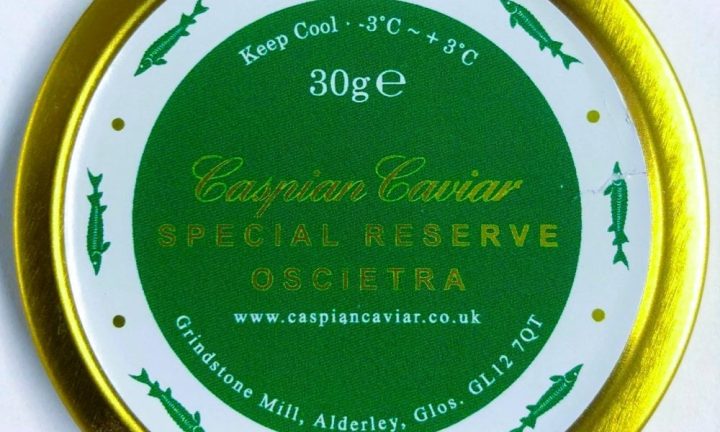 Keep Cool · -3°C ~ + 3°C
30g℮
Caspian Caviar
SPECIAL RESERVE
OSCIETRA
www.caspiancaviar.co.uk
Grindstone Mill, Alderley, Glos. GL12 7QT